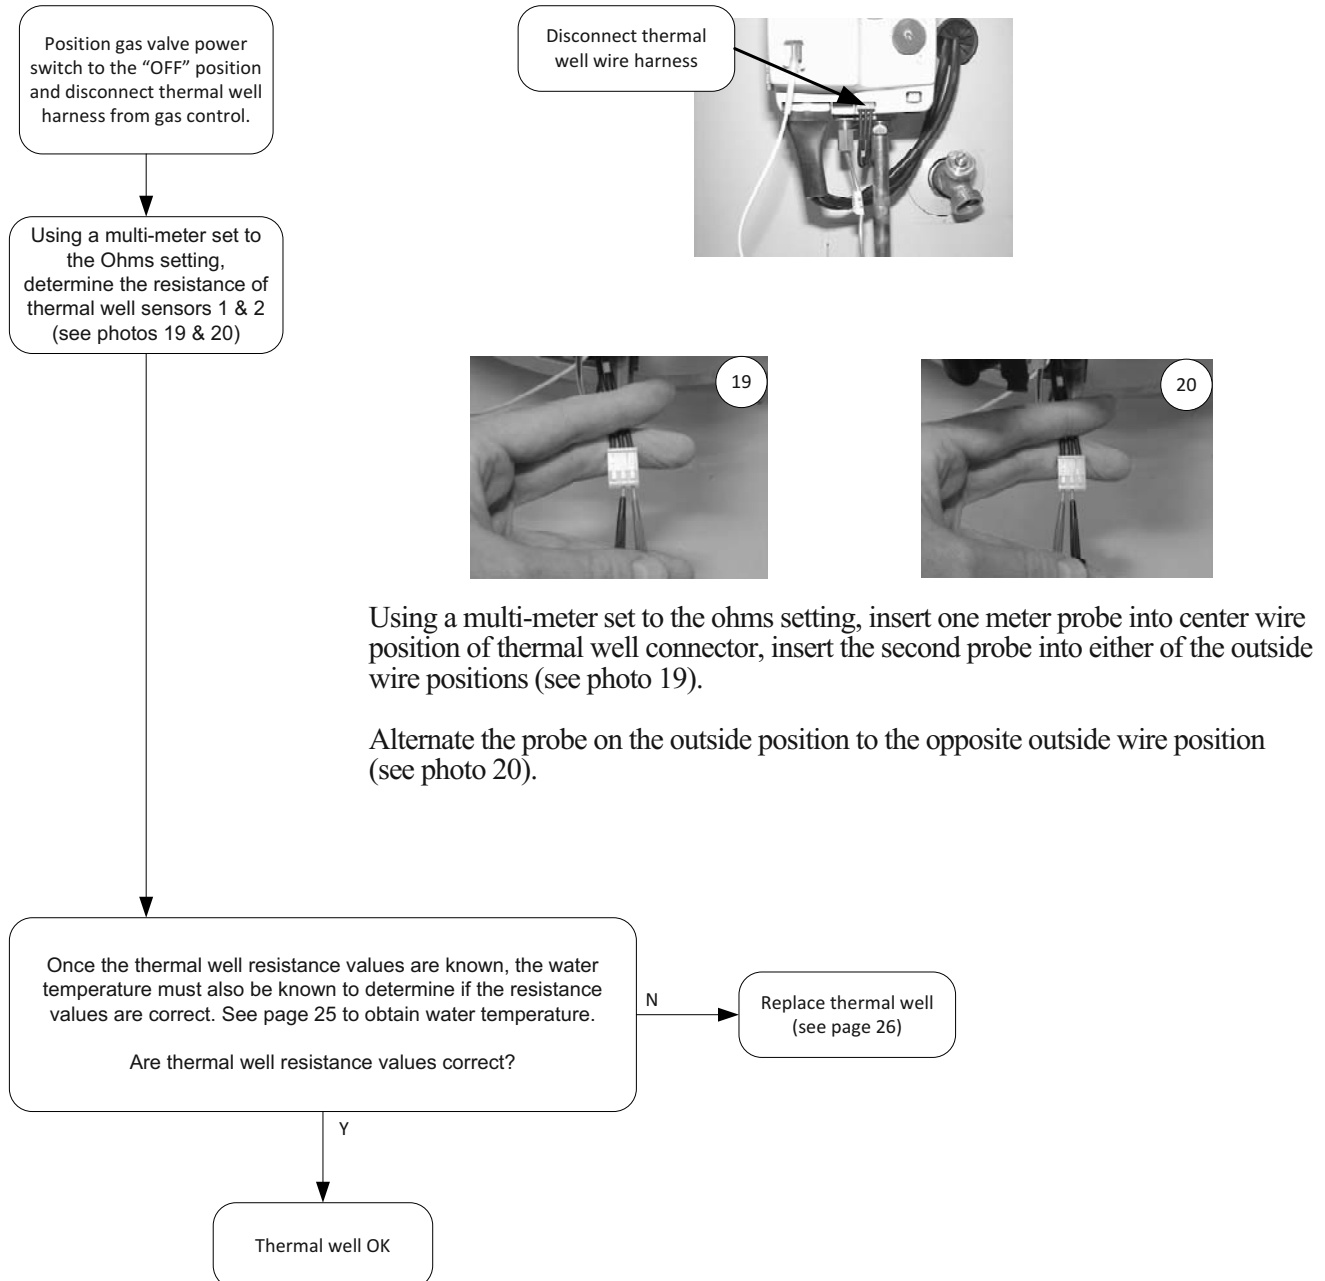 Position gas valve power
switch to the “OFF” position
and disconnect thermal well
harness from gas control.
Disconnect thermal
well wire harness
Using a multi-meter set to
the Ohms setting,
determine the resistance of
thermal well sensors 1 & 2
(see photos 19 & 20)
19
20
Using a multi-meter set to the ohms setting, insert one meter probe into center wire
position of thermal well connector, insert the second probe into either of the outside
wire positions (see photo 19).
Alternate the probe on the outside position to the opposite outside wire position
(see photo 20).
Once the thermal well resistance values are known, the water
temperature must also be known to determine if the resistance
values are correct. See page 25 to obtain water temperature.
Are thermal well resistance values correct?
N
Replace thermal well
(see page 26)
Y
Thermal well OK